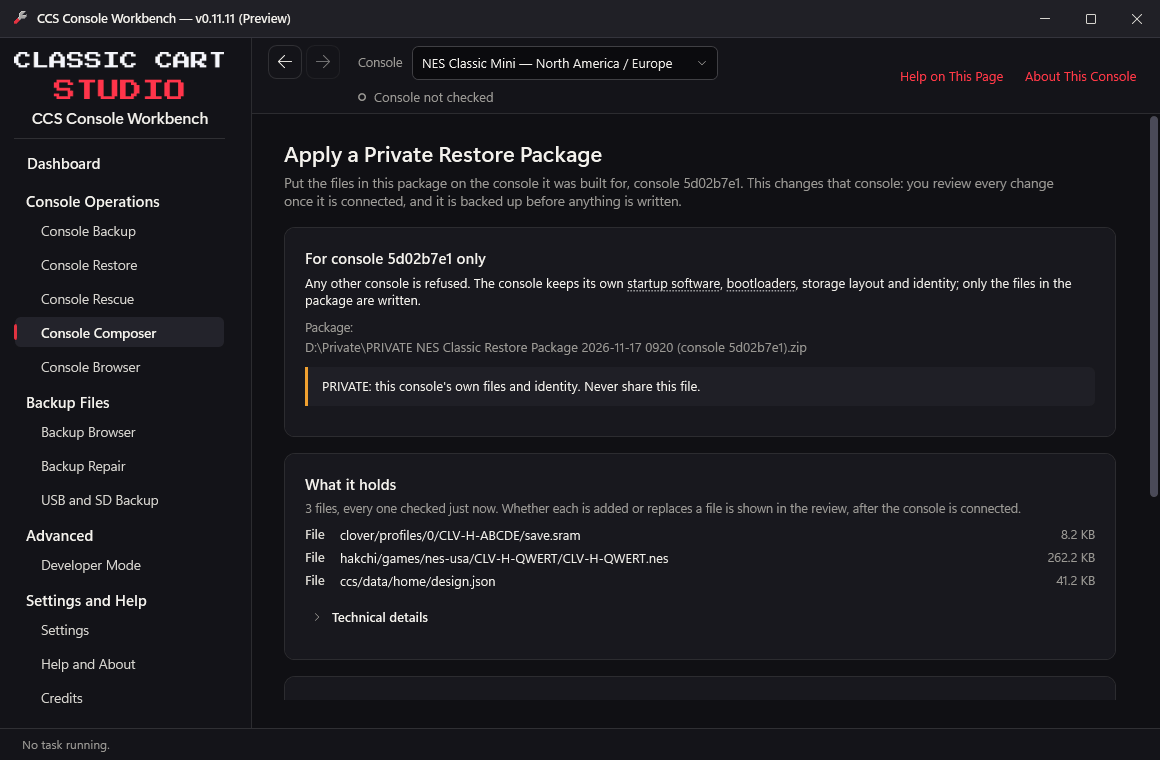 CCS Console Workbench — v0.11.11 (Preview)
CLASSIC CART
STUDIO
CCS Console Workbench
Dashboard
Console Operations
Console Backup
Console Restore
Console Rescue
Console Composer
Console Browser
Backup Files
Backup Browser
Backup Repair
USB and SD Backup
Advanced
Developer Mode
Settings and Help
Settings
Help and About
Credits
Console
NES Classic Mini — North America / Europe
Console not checked
Help on This Page
About This Console
Apply a Private Restore Package
Put the files in this package on the console it was built for, console 5d02b7e1. This changes that console: you review every change
once it is connected, and it is backed up before anything is written.
For console 5d02b7e1 only
Any other console is refused. The console keeps its own startup software, bootloaders, storage layout and identity; only the files in the
package are written.
Package:
D:\Private\PRIVATE NES Classic Restore Package 2026-11-17 0920 (console 5d02b7e1).zip
PRIVATE: this console's own files and identity. Never share this file.
What it holds
3 files, every one checked just now. Whether each is added or replaces a file is shown in the review, after the console is connected.
File clover/profiles/0/CLV-H-ABCDE/save.sram 8.2 KB
File hakchi/games/nes-usa/CLV-H-QWERT/CLV-H-QWERT.nes 262.2 KB
File ccs/data/home/design.json 41.2 KB
Technical details
No task running.